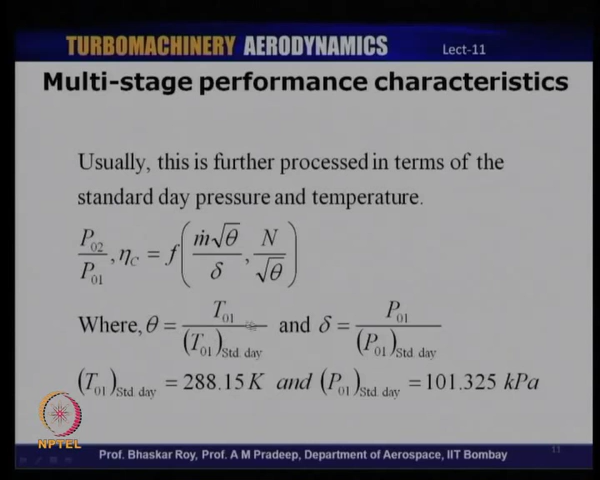 TURBOMACHINERY AERODYNAMICS Lect-11
Multi-stage performance characteristics
Usually, this is further processed in terms of the
standard day pressure and temperature.
P₀₂/P₀₁, η_C = f(ṁ√θ/δ, N/√θ)
Where, θ = T₀₁/(T₀₁)Std. day and δ = P₀₁/(P₀₁)Std. day
(T₀₁)Std. day = 288.15 K and (P₀₁)Std. day = 101.325 kPa
NPTEL
Prof. Bhaskar Roy, Prof. A M Pradeep, Department of Aerospace, IIT Bombay
11